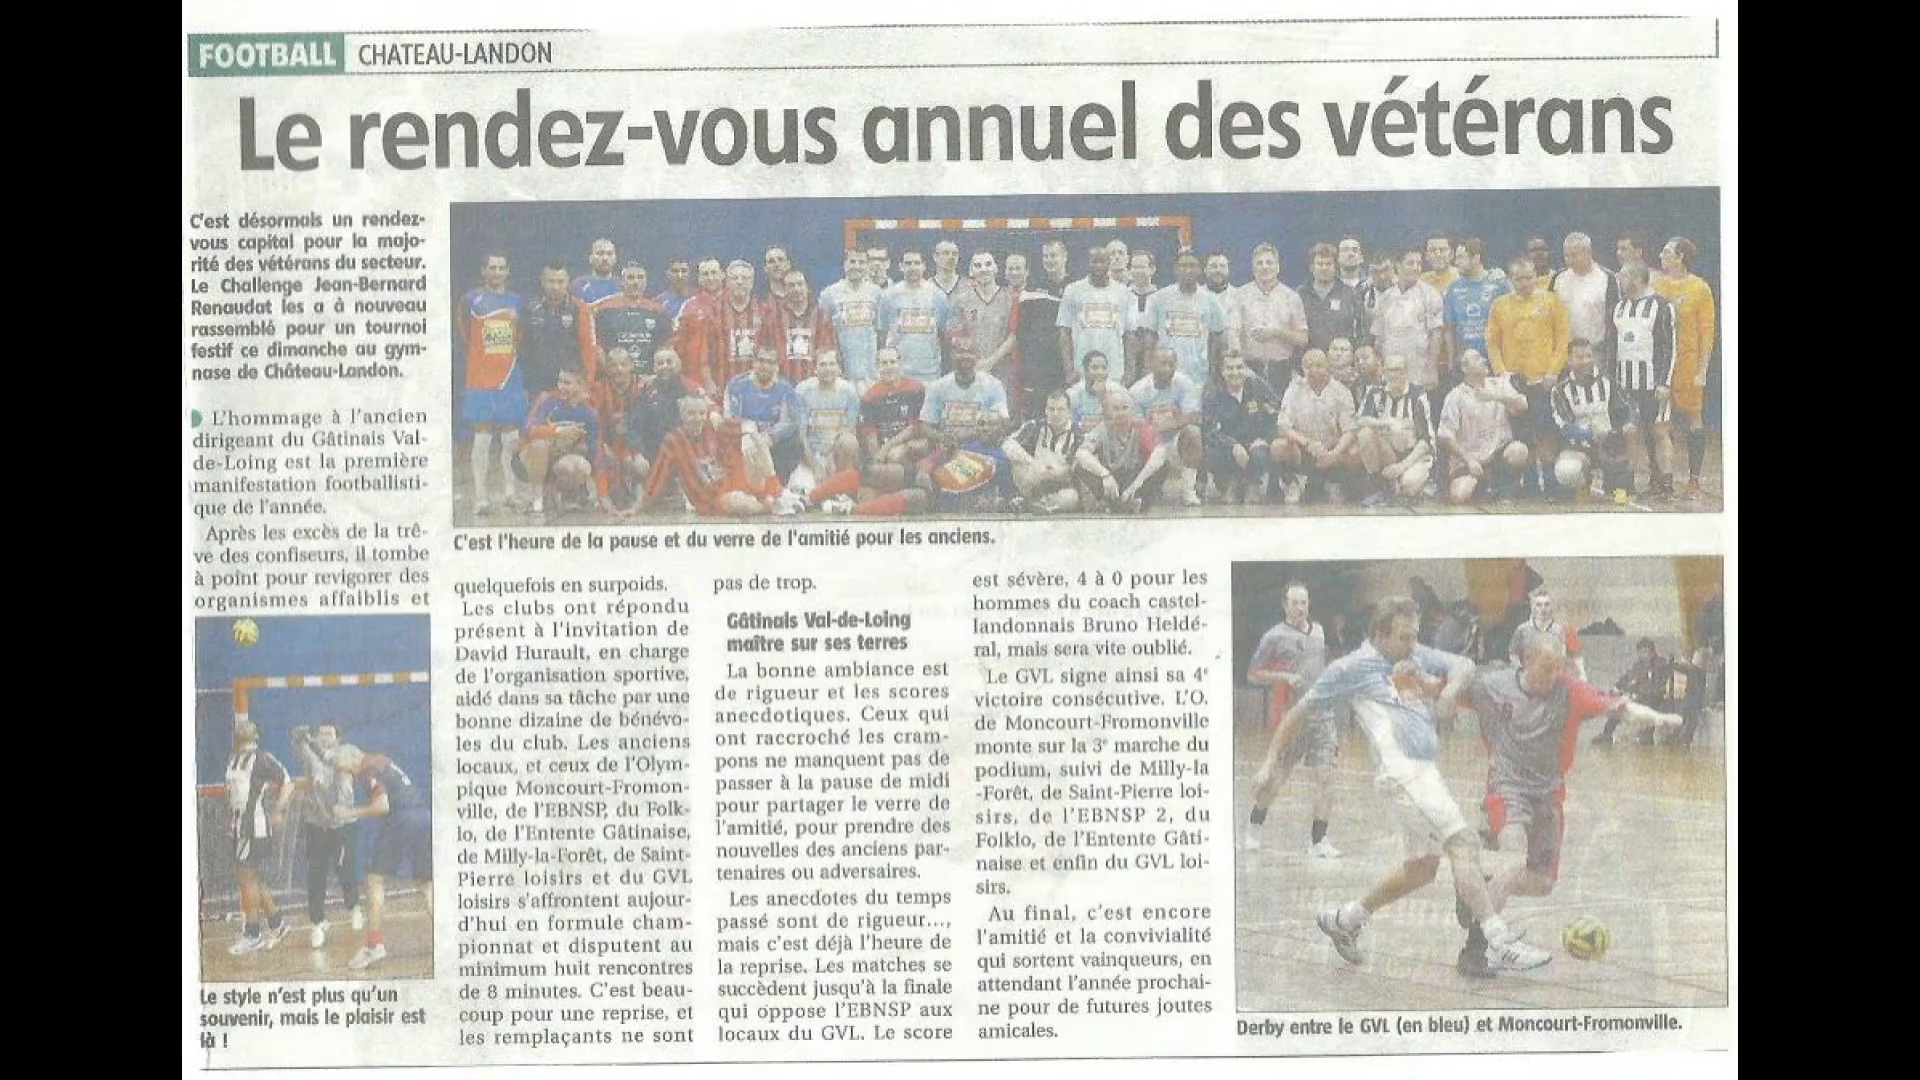 FOOTBALL CHATEAU-LANDON
Le rendez-vous annuel des vétérans
C'est désormais un rendez-
vous capital pour la majo-
rité des vétérans du secteur.
Le Challenge Jean-Bernard
Renaudat les a à nouveau
rassemblé pour un tournoi
festif ce dimanche au gym-
nase de Château-Landon.
L'hommage à l'ancien
dirigeant du Gâtinais Val-
de-Loing est la première
manifestation footballisti-
que de l'année.
Après les excès de la trê-
ve des confiseurs, il tombe
à point pour revigorer des
organismes affaiblis et
Le style n'est plus qu'un
souvenir, mais le plaisir est
là !
C'est l'heure de la pause et du verre de l'amitié pour les anciens.
quelquefois en surpoids.
Les clubs ont répondu
présent à l'invitation de
David Hurault, en charge
de l'organisation sportive,
aidé dans sa tâche par une
bonne dizaine de bénévo-
les du club. Les anciens
locaux, et ceux de l'Olym-
pique Moncourt-Fromon-
ville, de l'EBNSP, du Folk-
lo, de l'Entente Gâtinaise,
de Milly-la-Forêt, de Saint-
Pierre loisirs et du GVL
loisirs s'affrontent aujour-
d'hui en formule cham-
pionnat et disputent au
minimum huit rencontres
de 8 minutes. C'est beau-
coup pour une reprise, et
les remplaçants ne sont
pas de trop.
Gâtinais Val-de-Loing
maître sur ses terres
La bonne ambiance est
de rigueur et les scores
anecdotiques. Ceux qui
ont raccroché les cram-
pons ne manquent pas de
passer à la pause de midi
pour partager le verre de
l'amitié, pour prendre des
nouvelles des anciens par-
tenaires ou adversaires.
Les anecdotes du temps
passé sont de rigueur...,
mais c'est déjà l'heure de
la reprise. Les matches se
succèdent jusqu'à la finale
qui oppose l'EBNSP aux
locaux du GVL. Le score
est sévère, 4 à 0 pour les
hommes du coach castel-
landonnais Bruno Heldé-
ral, mais sera vite oublié.
Le GVL signe ainsi sa 4e
victoire consécutive. L'O.
de Moncourt-Fromonville
monte sur la 3e marche du
podium, suivi de Milly-la
-Forêt, de Saint-Pierre loi-
sirs, de l'EBNSP 2, du
Folklo, de l'Entente Gâti-
naise et enfin du GVL loi-
sirs.
Au final, c'est encore
l'amitié et la convivialité
qui sortent vainqueurs, en
attendant l'année prochai-
ne pour de futures joutes
amicales.
Derby entre le GVL (en bleu) et Moncourt-Fromonville.